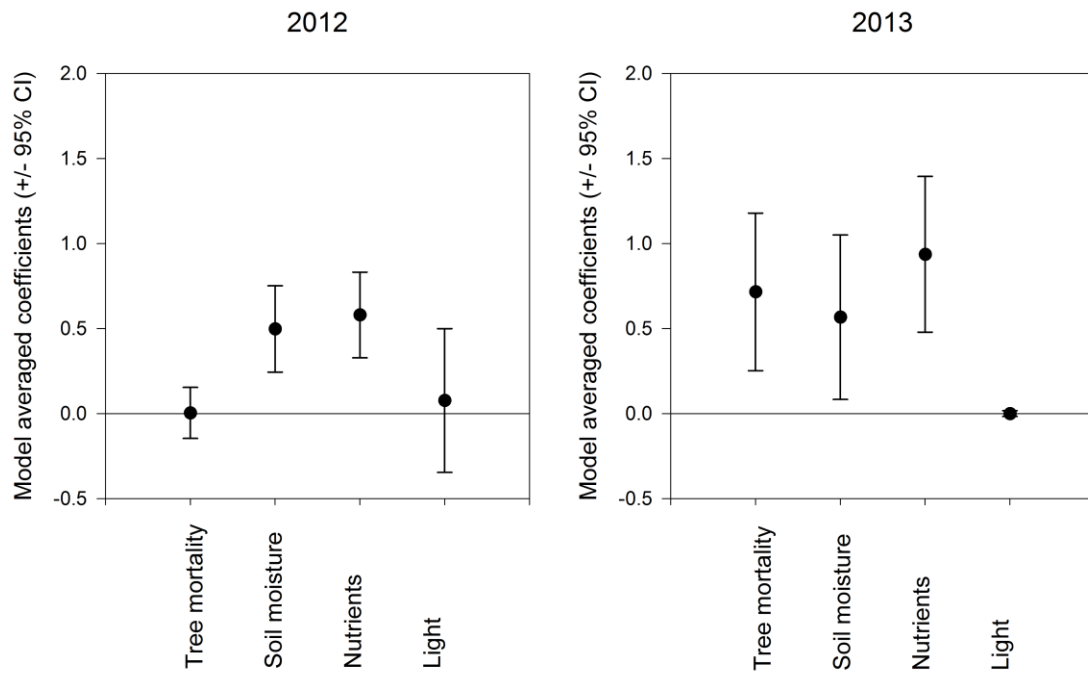 2012
2013
Model averaged coefficients (+/- 95% CI)
2.0
1.5
1.0
0.5
0.0
-0.5
Tree mortality
Soil moisture
Nutrients
Light
Model averaged coefficients (+/- 95% CI)
2.0
1.5
1.0
0.5
0.0
-0.5
Tree mortality
Soil moisture
Nutrients
Light